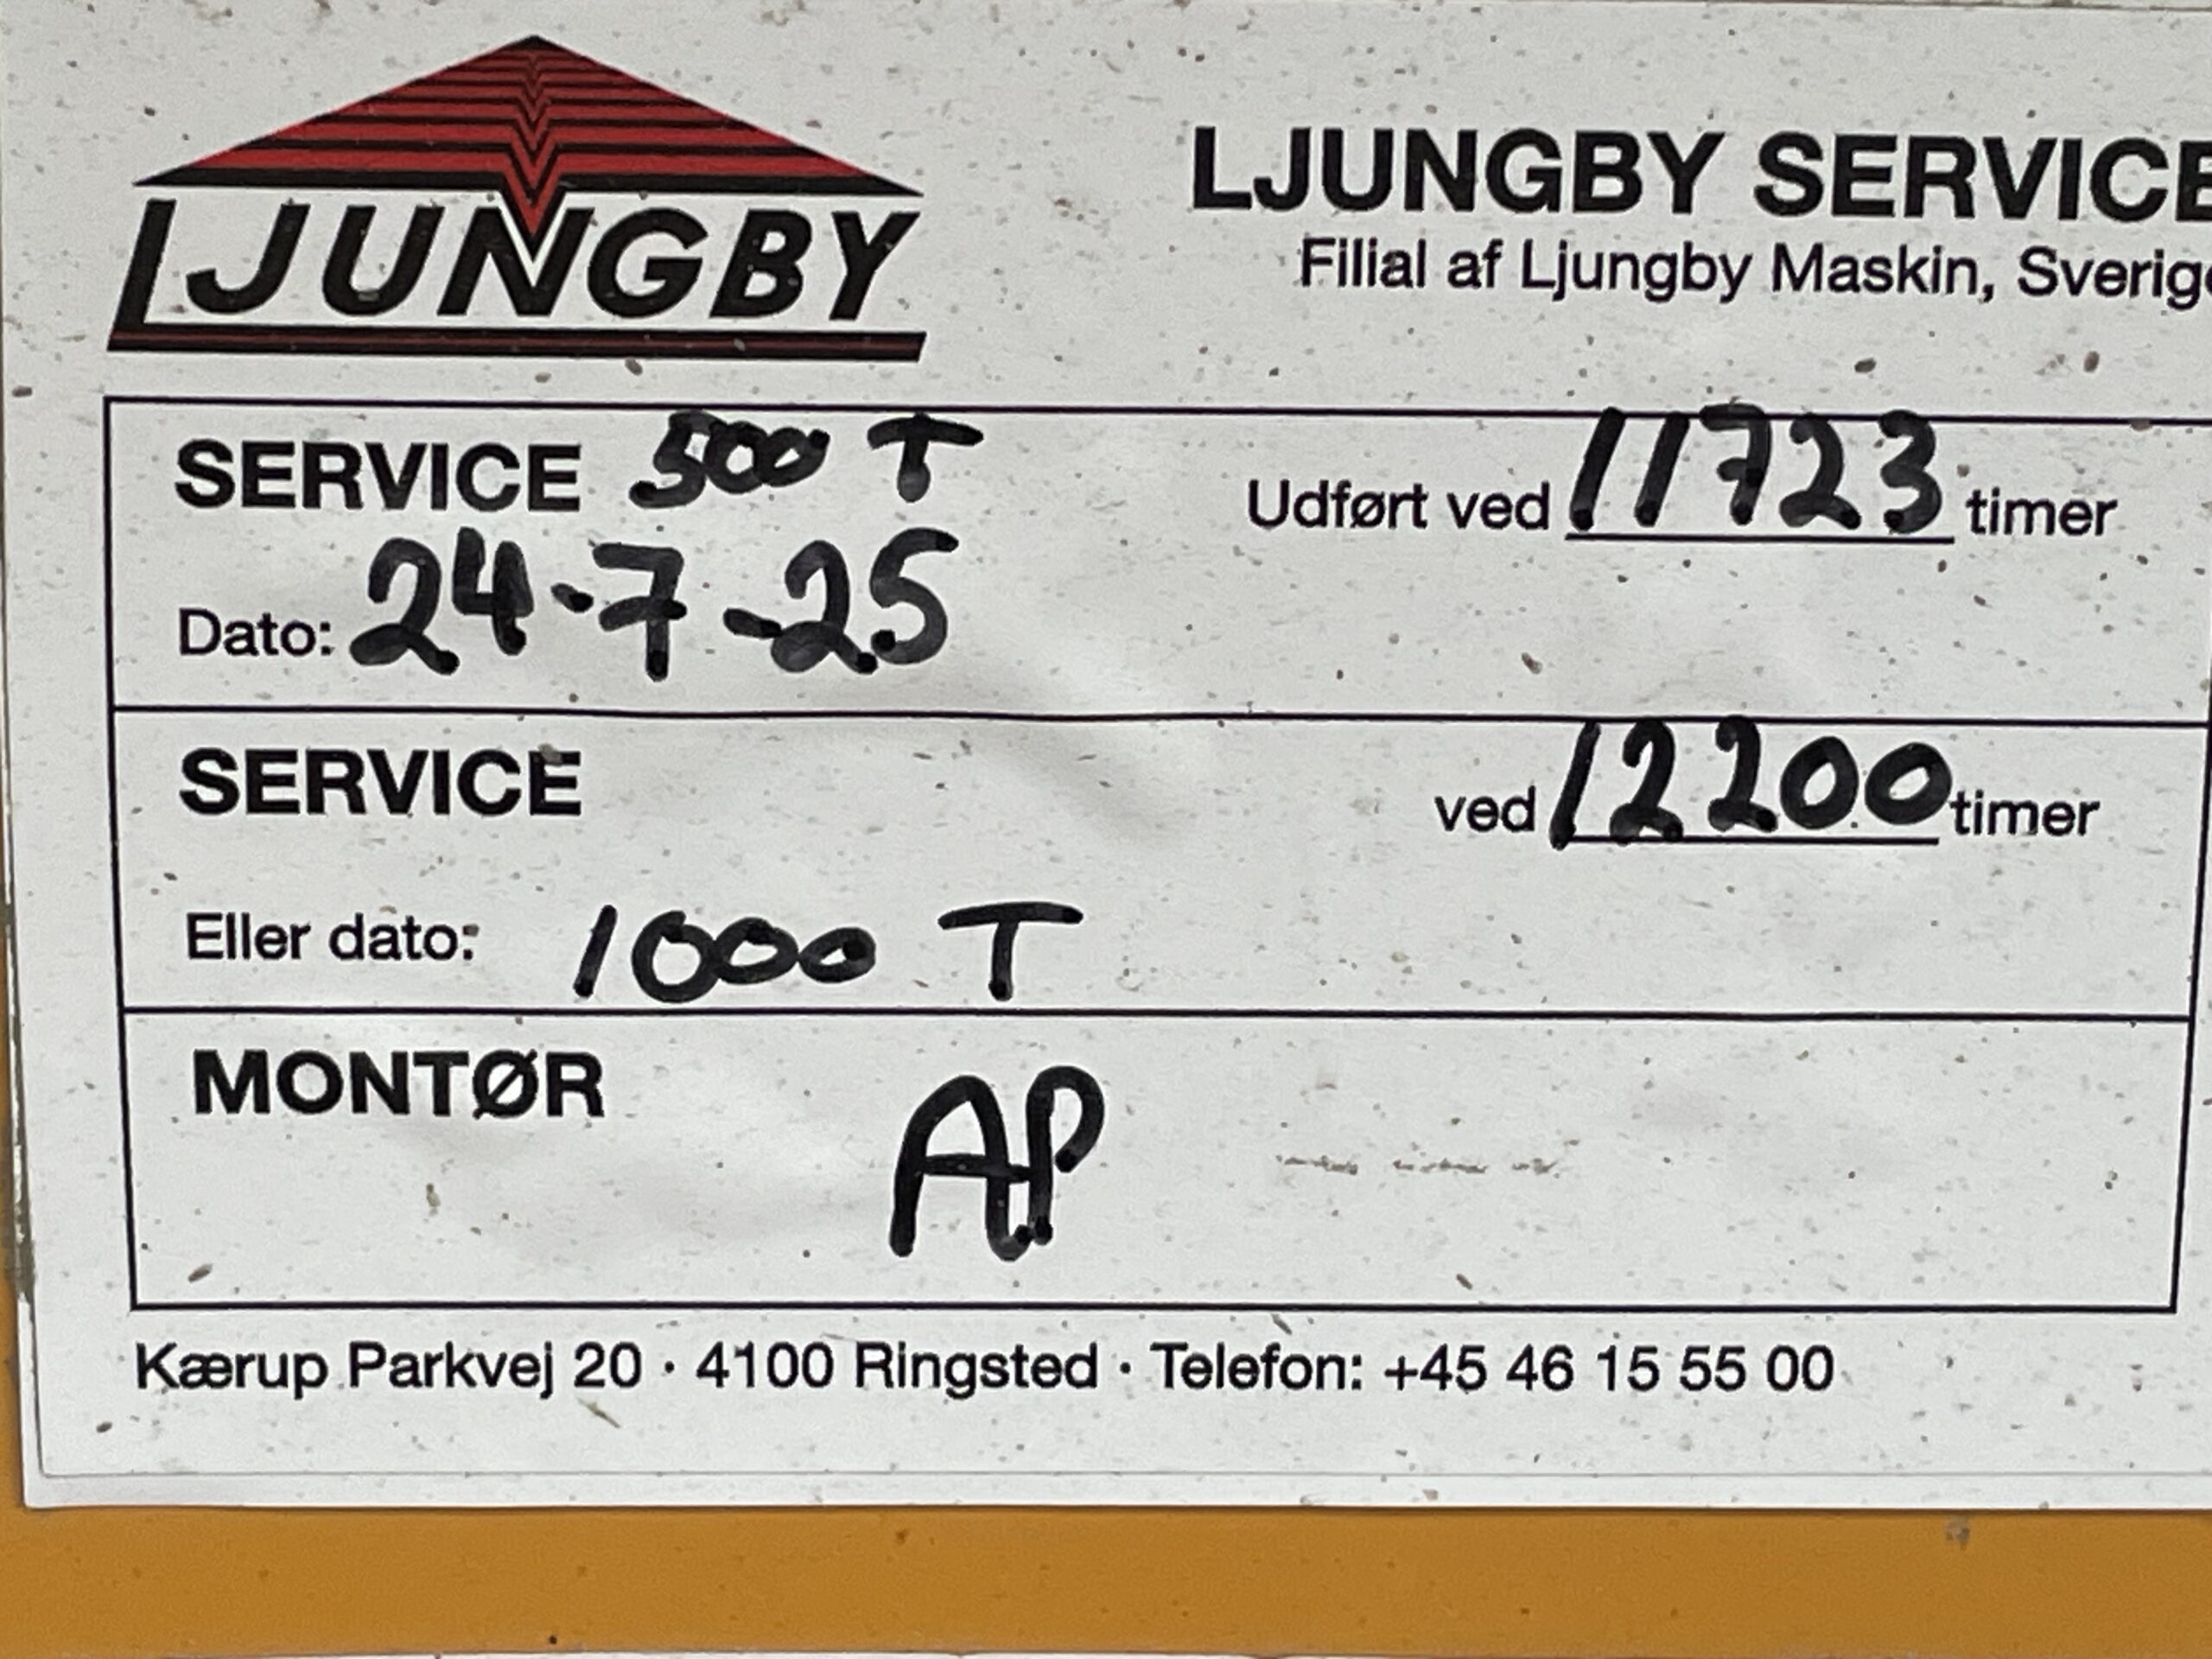 LJUNGBY
LJUNGBY SERVICE
Filial af Ljungby Maskin, Sverige
SERVICE 500 T
Udført ved 11723 timer
Dato: 24-7-25
SERVICE
ved 12200 timer
Eller dato: 1000 T
MONTØR
AP
Kærup Parkvej 20 · 4100 Ringsted · Telefon: +45 46 15 55 00